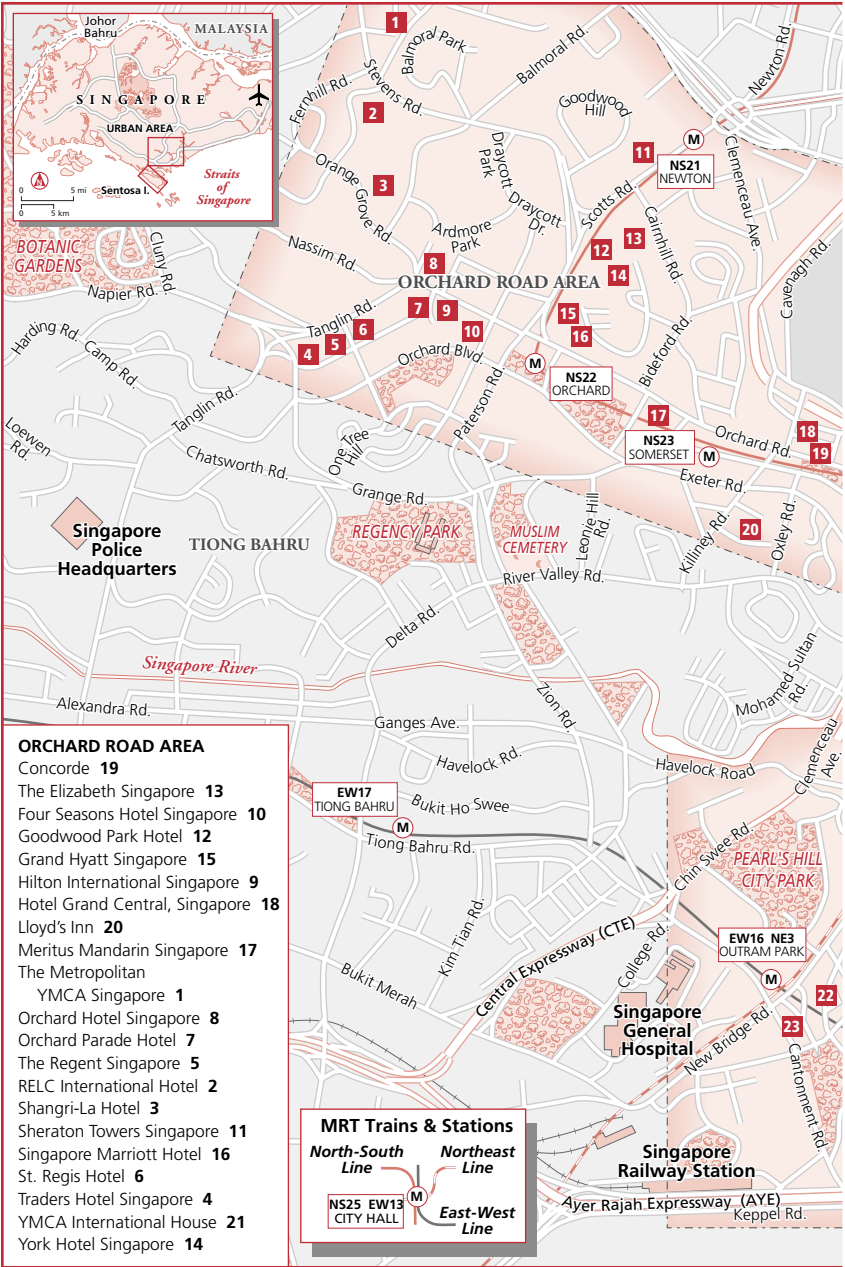 Johor
Bahru
MALAYSIA
SINGAPORE
URBAN AREA
Sentosa I.
Straits
of
Singapore
N
0 5 mi
0 5 km
1
Balmoral Park
Balmoral Rd.
Newton Rd.
Fernhill Rd.
Stevens Rd.
2
Goodwood
Hill
M
NS21
NEWTON
11
Draycott
Park
Clemenceau Ave.
Orange
Grove Rd.
3
Draycott
Dr.
Scotts Rd.
Ardmore
Park
Cairnhill Rd.
12
13
14
Cavenagh Rd.
BOTANIC
GARDENS
Cluny Rd.
Nassim Rd.
8
ORCHARD ROAD AREA
Napier Rd.
Tanglin Rd.
7
9
10
15
16
4
5
6
Harding Rd.
Camp Rd.
Orchard Blvd.
M
NS22
ORCHARD
Bideford Rd.
Tanglin Rd.
Paterson Rd.
17
Orchard Rd.
18
19
Loewen
Rd.
One Tree
Hill
NS23
SOMERSET
M
Chatsworth Rd.
Exeter Rd.
Grange Rd.
Singapore
Police
Headquarters
TIONG BAHRU
REGENCY PARK
MUSLIM
CEMETERY
Leonie Hill
Rd.
Killiney Rd.
20
Oxley Rd.
River Valley Rd.
Delta Rd.
Singapore River
Mohamed Sultan
Rd.
Zion Rd.
Alexandra Rd.
Ganges Ave.
Clemenceau
Ave.
Havelock Rd.
Havelock Road
EW17
TIONG BAHRU
M
Bukit Ho Swee
Tiong Bahru Rd.
Chin Swee Rd.
PEARL'S HILL
CITY PARK
Kim Tian Rd.
Central Expressway (CTE)
College Rd.
EW16 NE3
OUTRAM PARK
M
Bukit Merah
22
23
Singapore
General
Hospital
New Bridge Rd.
Cantonment Rd.
Singapore
Railway Station
Ayer Rajah Expressway (AYE)
Keppel Rd.
ORCHARD ROAD AREA
Concorde 19
The Elizabeth Singapore 13
Four Seasons Hotel Singapore 10
Goodwood Park Hotel 12
Grand Hyatt Singapore 15
Hilton International Singapore 9
Hotel Grand Central, Singapore 18
Lloyd's Inn 20
Meritus Mandarin Singapore 17
The Metropolitan
YMCA Singapore 1
Orchard Hotel Singapore 8
Orchard Parade Hotel 7
The Regent Singapore 5
RELC International Hotel 2
Shangri-La Hotel 3
Sheraton Towers Singapore 11
Singapore Marriott Hotel 16
St. Regis Hotel 6
Traders Hotel Singapore 4
YMCA International House 21
York Hotel Singapore 14
MRT Trains & Stations
North-South
Line
Northeast
Line
M
NS25 EW13
CITY HALL
East-West
Line